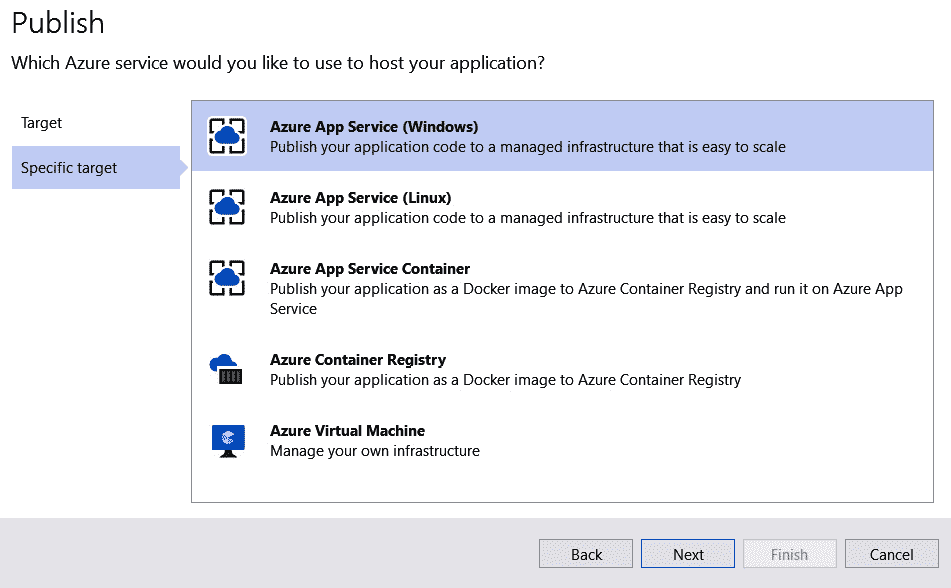 Publish
Which Azure service would you like to use to host your application?
Target
Specific target
Azure App Service (Windows)
Publish your application code to a managed infrastructure that is easy to scale
Azure App Service (Linux)
Publish your application code to a managed infrastructure that is easy to scale
Azure App Service Container
Publish your application as a Docker image to Azure Container Registry and run it on Azure App
Service
Azure Container Registry
Publish your application as a Docker image to Azure Container Registry
Azure Virtual Machine
Manage your own infrastructure
Back
Next
Finish
Cancel